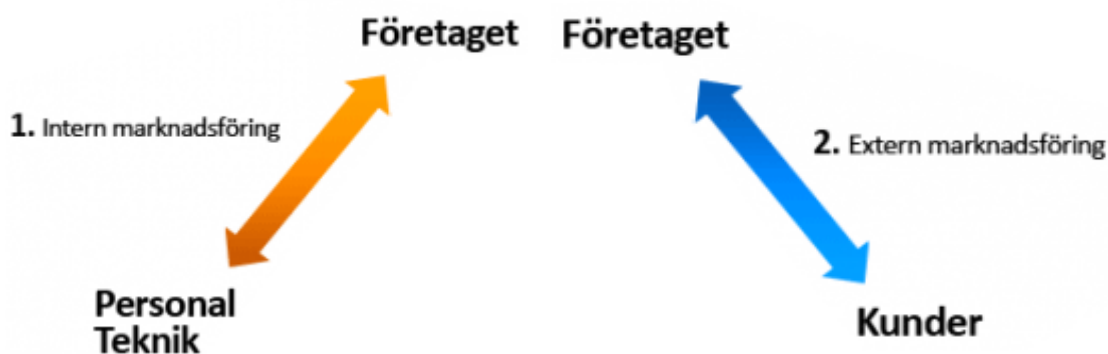 Företaget Företaget
1. Intern marknadsföring
2. Extern marknadsföring
Personal
Teknik
Kunder